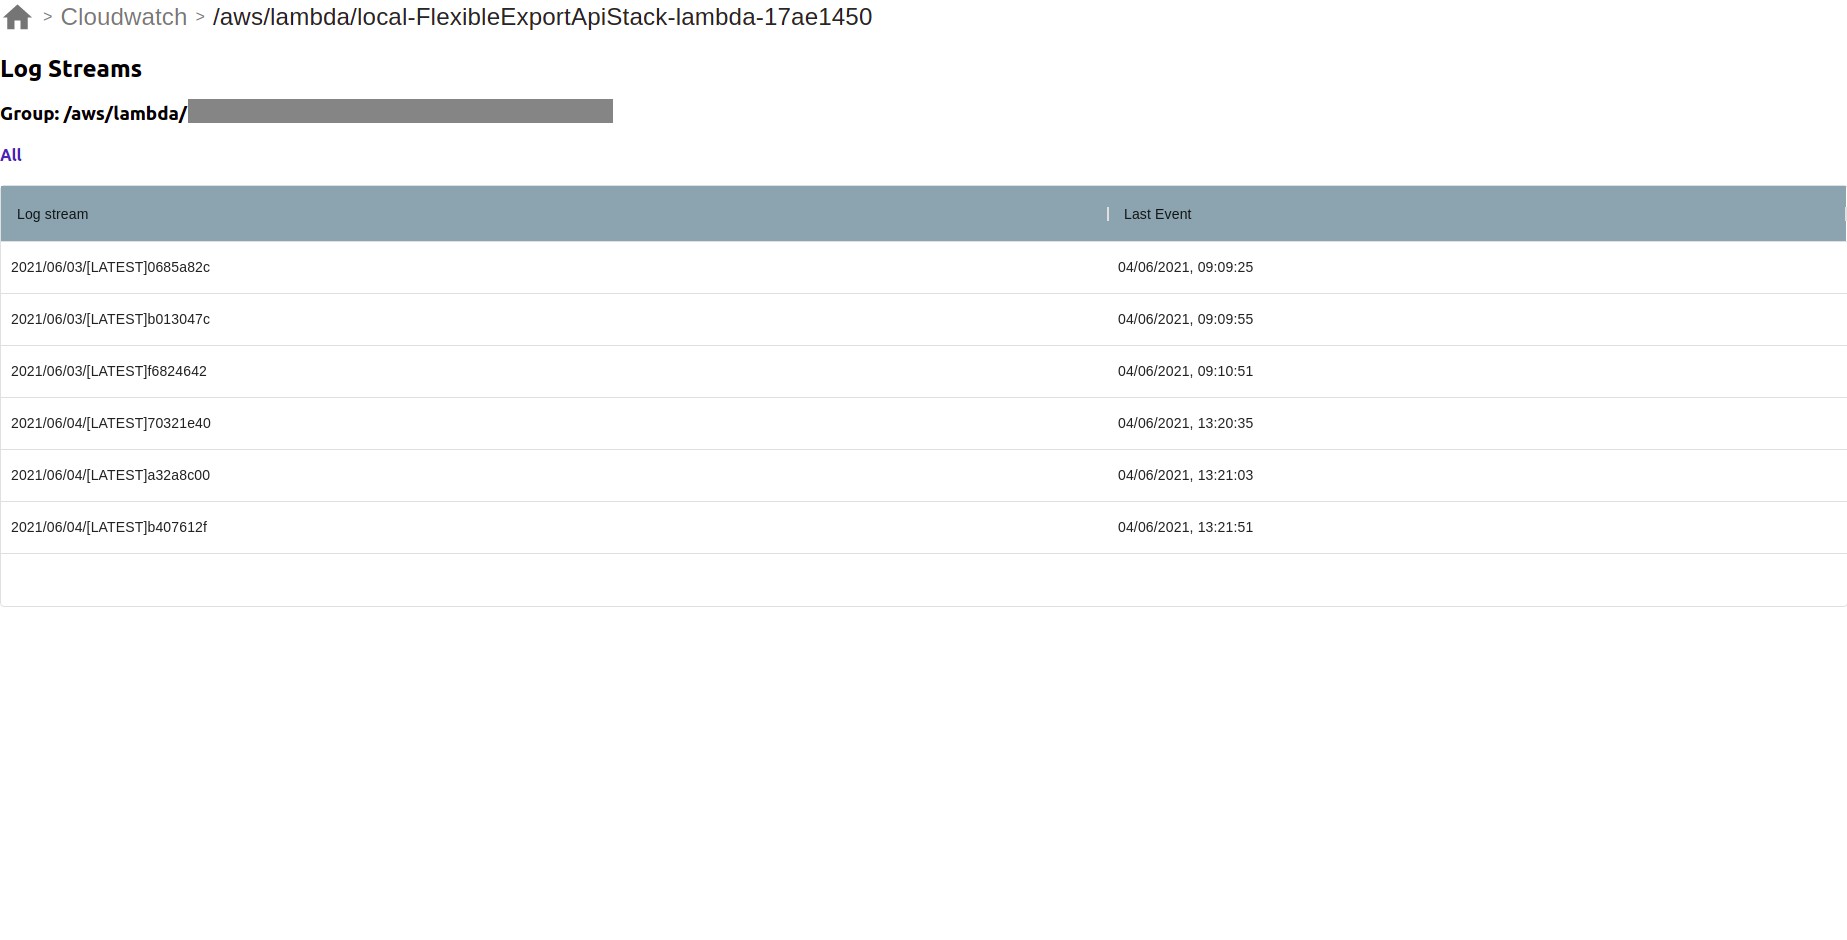 > Cloudwatch > /aws/lambda/local-FlexibleExportApiStack-lambda-17ae1450
Log Streams
Group: /aws/lambda/
All
Log stream Last Event
2021/06/03/[LATEST]0685a82c 04/06/2021, 09:09:25
2021/06/03/[LATEST]b013047c 04/06/2021, 09:09:55
2021/06/03/[LATEST]f6824642 04/06/2021, 09:10:51
2021/06/04/[LATEST]70321e40 04/06/2021, 13:20:35
2021/06/04/[LATEST]a32a8c00 04/06/2021, 13:21:03
2021/06/04/[LATEST]b407612f 04/06/2021, 13:21:51